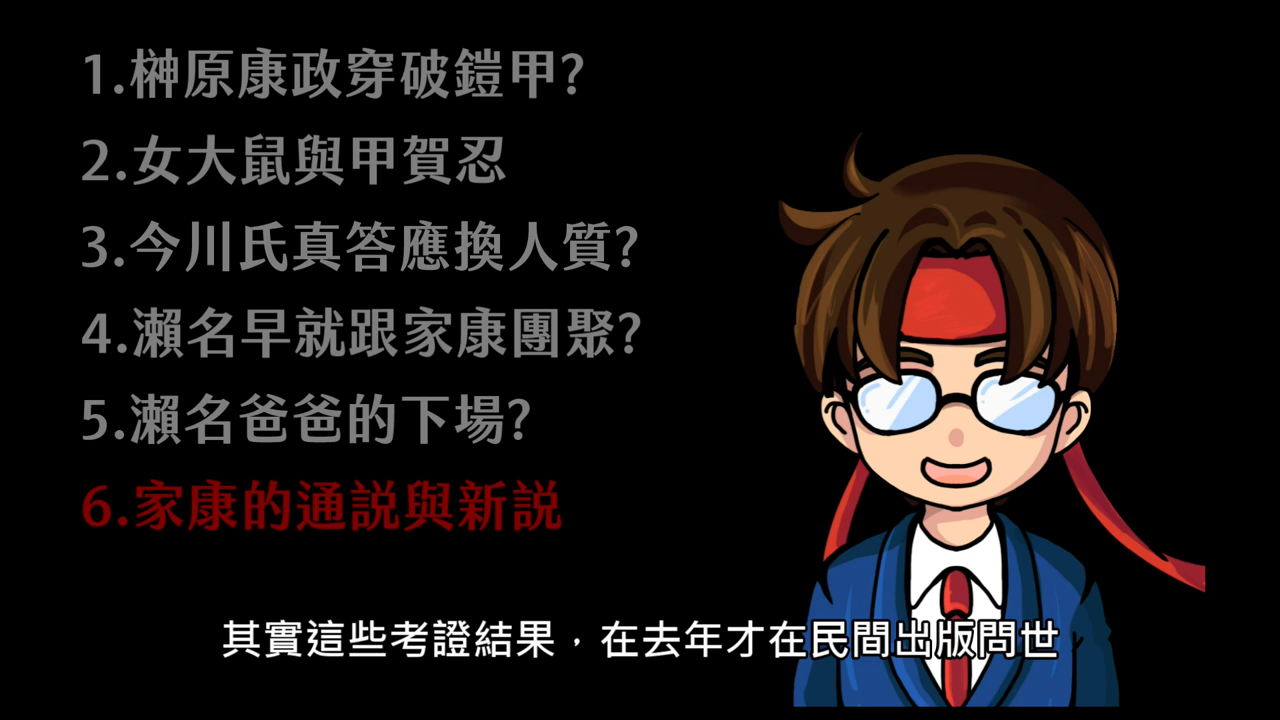 1.榊原康政穿破鎧甲?
2.女大鼠與甲賀忍
3.今川氏真答應換人質?
4.瀨名早就跟家康團聚?
5.瀨名爸爸的下場?
6.家康的通説與新説
其實這些考證結果，在去年才在民間出版問世